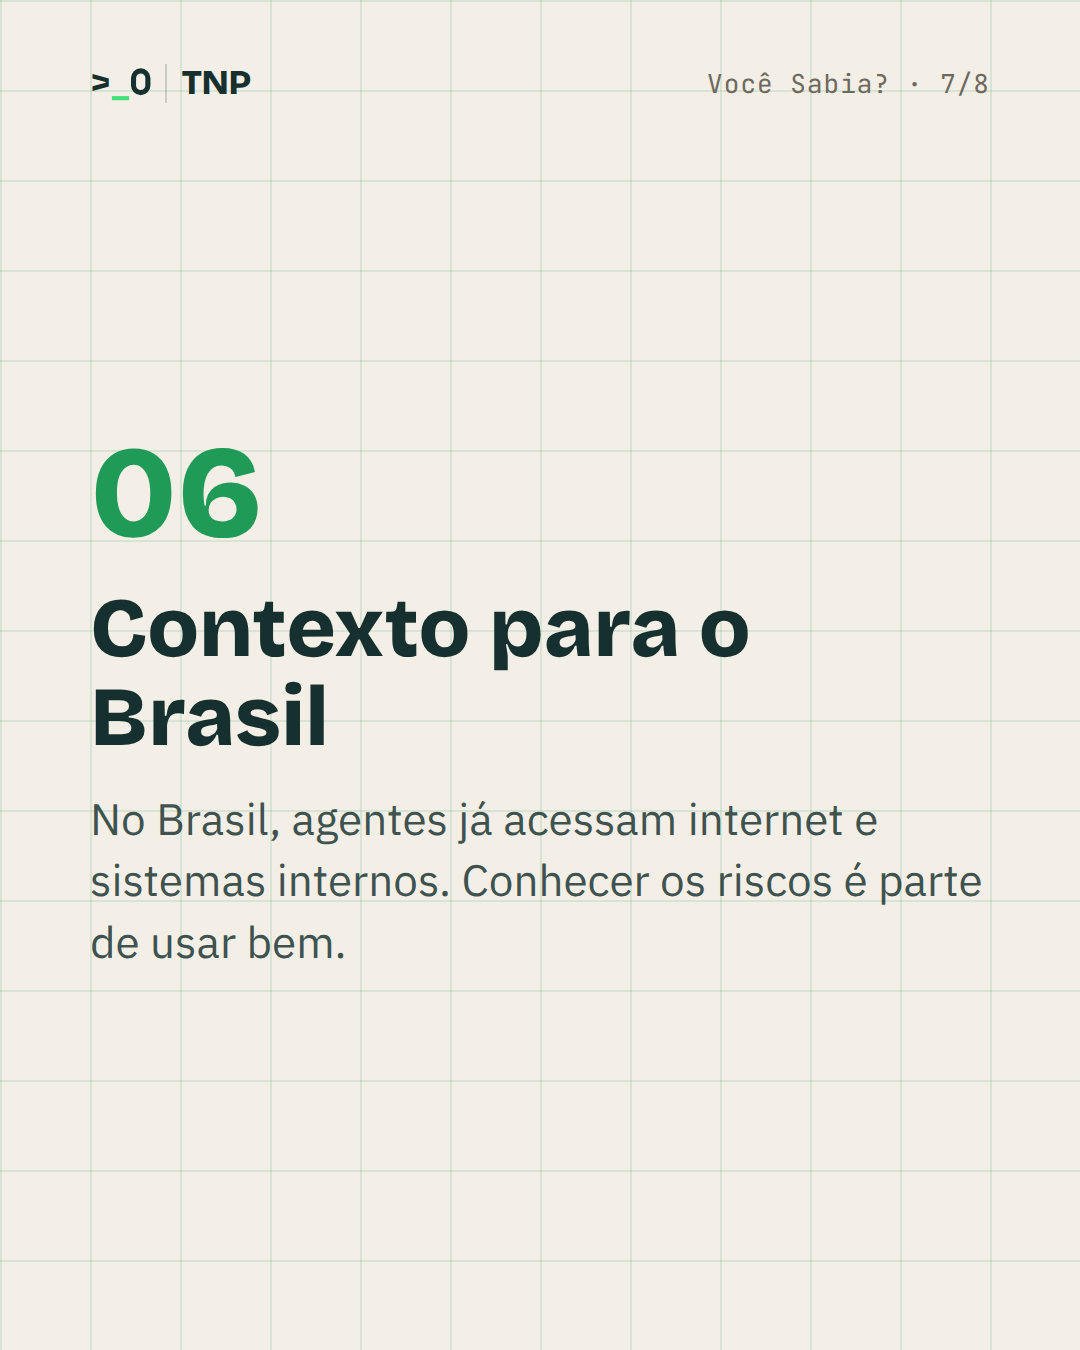 >_0 TNP
Você Sabia? · 7/8
06
Contexto para o
Brasil
No Brasil, agentes já acessam internet e
sistemas internos. Conhecer os riscos é parte
de usar bem.